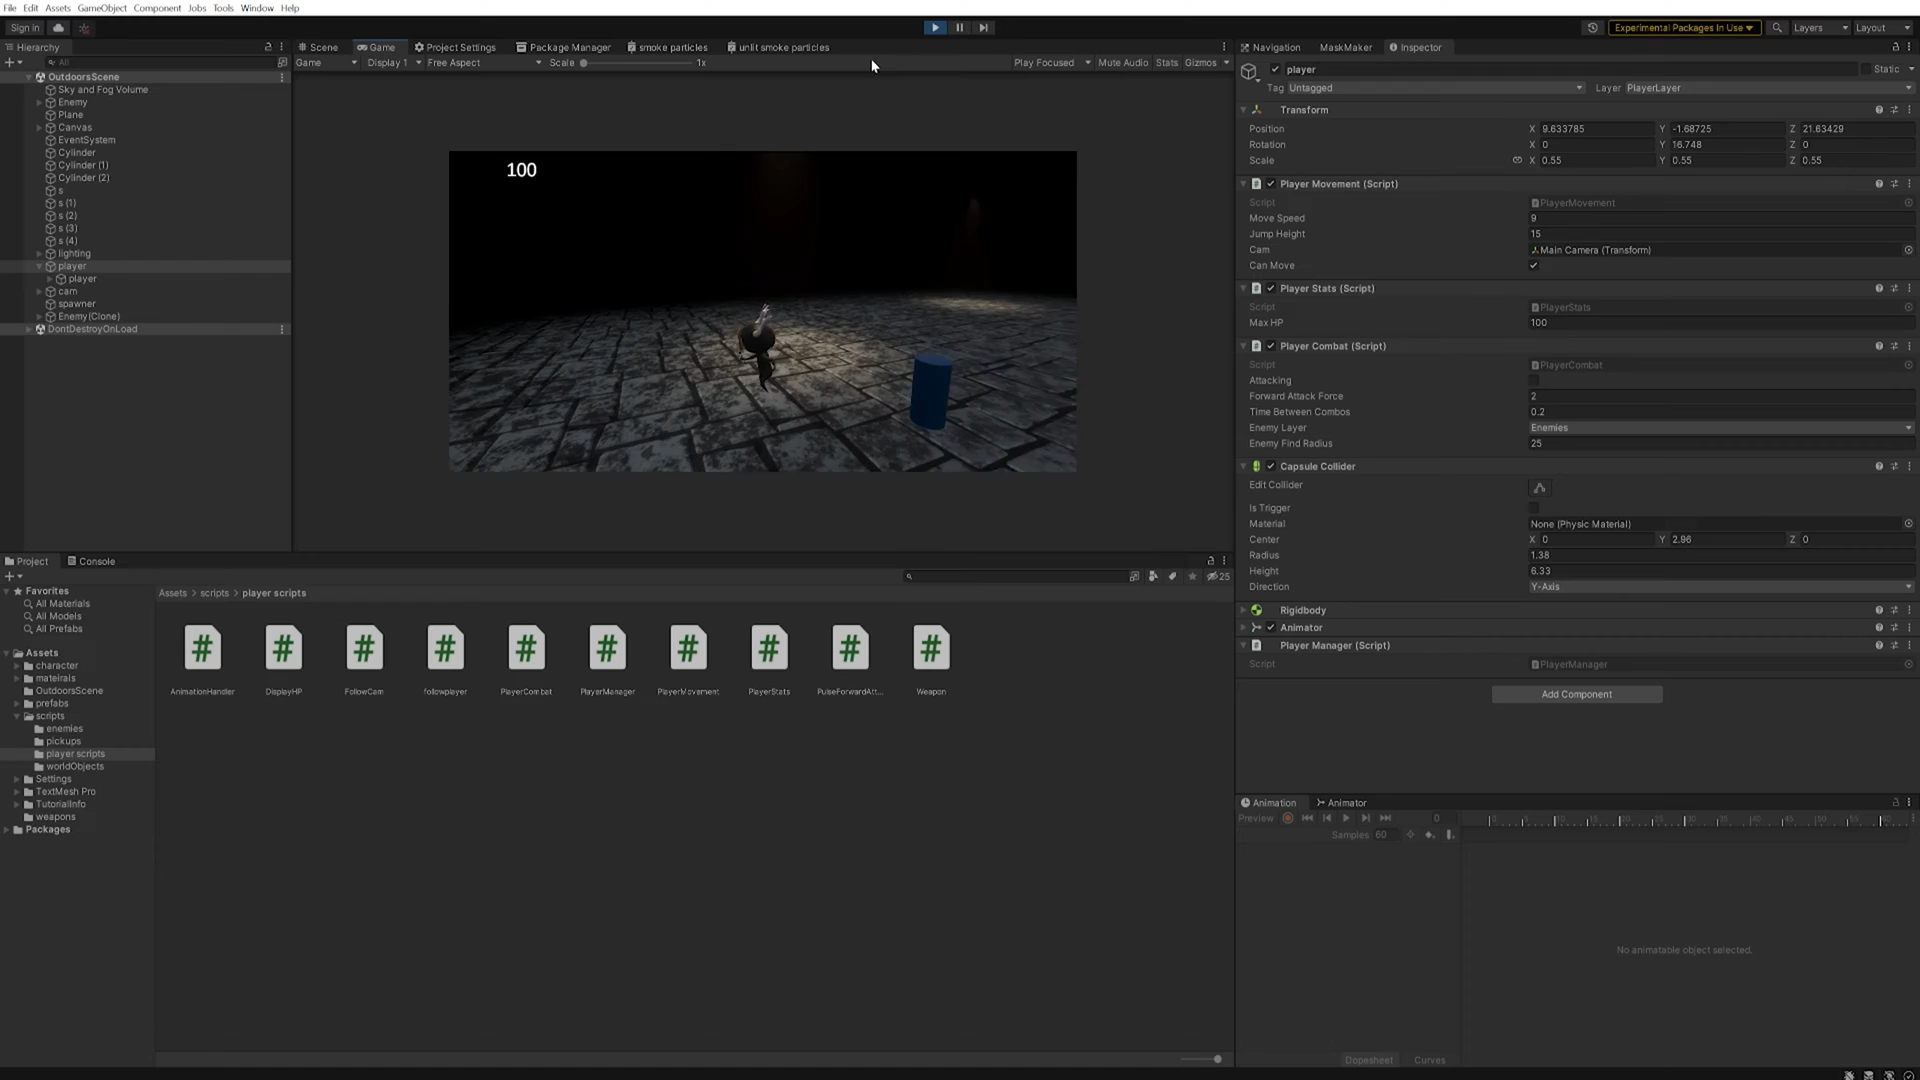 File Edit Assets GameObject Component Jobs Tools Window Help
Sign in
Experimental Packages In Use
Layers
Layout
Hierarchy
All
OutdoorsScene
Sky and Fog Volume
Enemy
Plane
Canvas
EventSystem
Cylinder
Cylinder (1)
Cylinder (2)
s
s (1)
s (2)
s (3)
s (4)
lighting
player
player
cam
spawner
Enemy(Clone)
DontDestroyOnLoad
Scene
Game
Project Settings
Package Manager
smoke particles
unlit smoke particles
Game
Display 1
Free Aspect
Scale
1x
Play Focused
Mute Audio
Stats
Gizmos
100
Navigation
MaskMaker
Inspector
player
Static
Tag Untagged
Layer PlayerLayer
Transform
Position X 9.633785 Y -1.68725 Z 21.63429
Rotation X 0 Y 16.748 Z 0
Scale X 0.55 Y 0.55 Z 0.55
Player Movement (Script)
Script PlayerMovement
Move Speed 9
Jump Height 15
Cam Main Camera (Transform)
Can Move
Player Stats (Script)
Script PlayerStats
Max HP 100
Player Combat (Script)
Script PlayerCombat
Attacking
Forward Attack Force 2
Time Between Combos 0.2
Enemy Layer Enemies
Enemy Find Radius 25
Capsule Collider
Edit Collider
Is Trigger
Material None (Physic Material)
Center X 0 Y 2.96 Z 0
Radius 1.38
Height 6.33
Direction Y-Axis
Rigidbody
Animator
Player Manager (Script)
Script PlayerManager
Add Component
Project
Console
25
Favorites
All Materials
All Models
All Prefabs
Assets
character
mateirals
OutdoorsScene
prefabs
scripts
enemies
pickups
player scripts
worldObjects
Settings
TextMesh Pro
TutorialInfo
weapons
Packages
Assets > scripts > player scripts
AnimationHandler
DisplayHP
FollowCam
followplayer
PlayerCombat
PlayerManager
PlayerMovement
PlayerStats
PulseForwardAtt...
Weapon
Animation
Animator
Preview
0
Samples 60
No animatable object selected.
Dopesheet
Curves